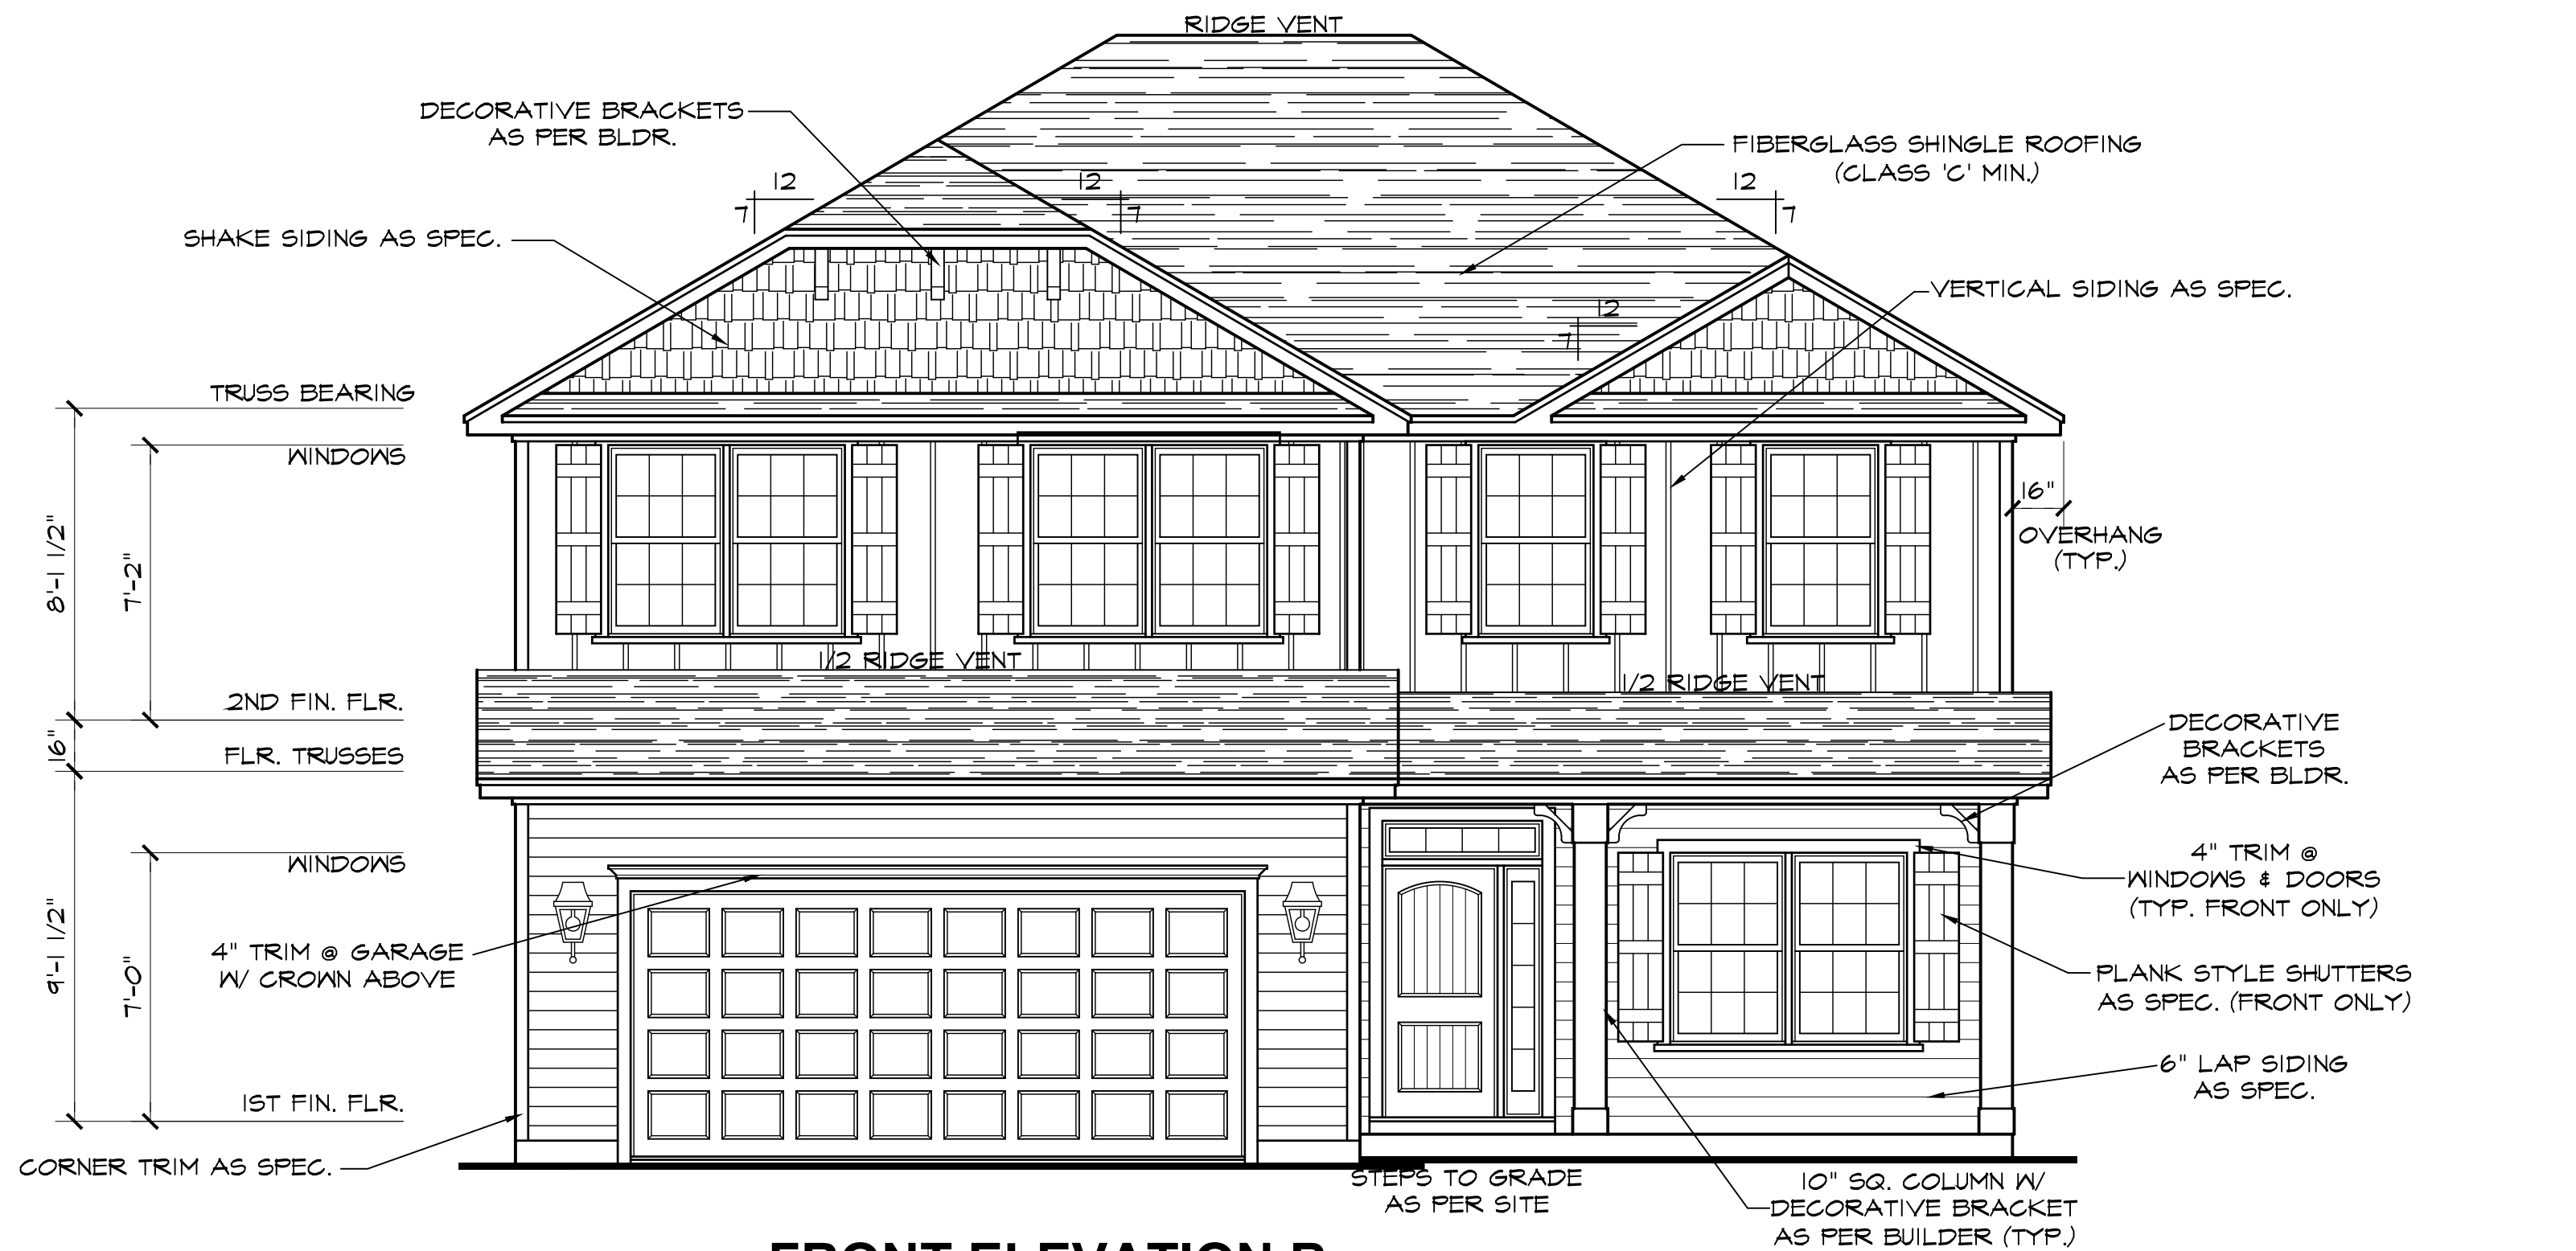 RIDGE VENT
DECORATIVE BRACKETS
AS PER BLDR.
FIBERGLASS SHINGLE ROOFING
(CLASS 'C' MIN.)
12
7
12
7
12
7
SHAKE SIDING AS SPEC.
VERTICAL SIDING AS SPEC.
12
7
TRUSS BEARING
WINDOWS
16"
OVERHANG
(TYP.)
8'-1 1/2"
7'-2"
1/2 RIDGE VENT
1/2 RIDGE VENT
2ND FIN. FLR.
16"
FLR. TRUSSES
DECORATIVE
BRACKETS
AS PER BLDR.
WINDOWS
4" TRIM @
WINDOWS & DOORS
(TYP. FRONT ONLY)
9'-1 1/2"
7'-0"
4" TRIM @ GARAGE
W/ CROWN ABOVE
PLANK STYLE SHUTTERS
AS SPEC. (FRONT ONLY)
6" LAP SIDING
AS SPEC.
1ST FIN. FLR.
CORNER TRIM AS SPEC.
STEPS TO GRADE
AS PER SITE
10" SQ. COLUMN W/
DECORATIVE BRACKET
AS PER BUILDER (TYP.)
FRONT ELEVATION B